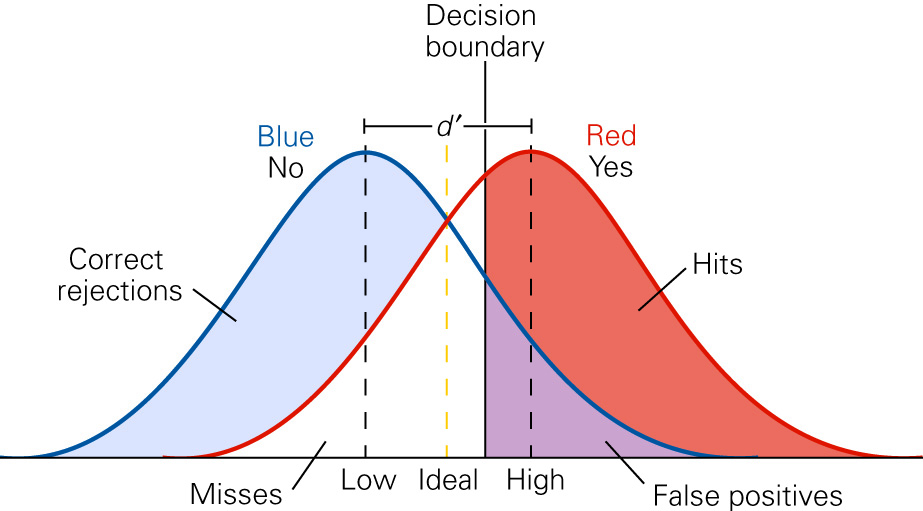 Decision
boundary
d′
Blue
No
Red
Yes
Correct
rejections
Hits
Low
Ideal
High
Misses
False positives